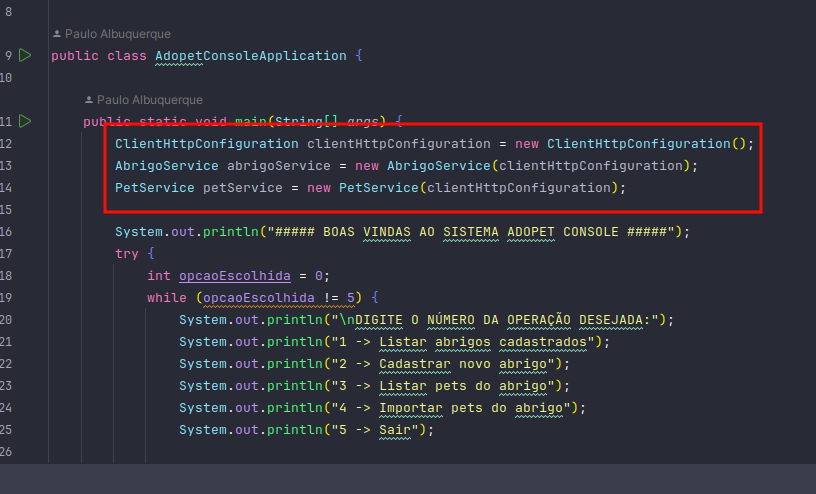 8
Paulo Albuquerque
9 public class AdopetConsoleApplication {
10
Paulo Albuquerque
11 public static void main(String[] args) {
12 ClientHttpConfiguration clientHttpConfiguration = new ClientHttpConfiguration();
13 AbrigoService abrigoService = new AbrigoService(clientHttpConfiguration);
14 PetService petService = new PetService(clientHttpConfiguration);
15
16 System.out.println("##### BOAS VINDAS AO SISTEMA ADOPET CONSOLE #####");
17 try {
18 int opcaoEscolhida = 0;
19 while (opcaoEscolhida != 5) {
20 System.out.println("\nDIGITE O NÚMERO DA OPERAÇÃO DESEJADA:");
21 System.out.println("1 -> Listar abrigos cadastrados");
22 System.out.println("2 -> Cadastrar novo abrigo");
23 System.out.println("3 -> Listar pets do abrigo");
24 System.out.println("4 -> Importar pets do abrigo");
25 System.out.println("5 -> Sair");
26